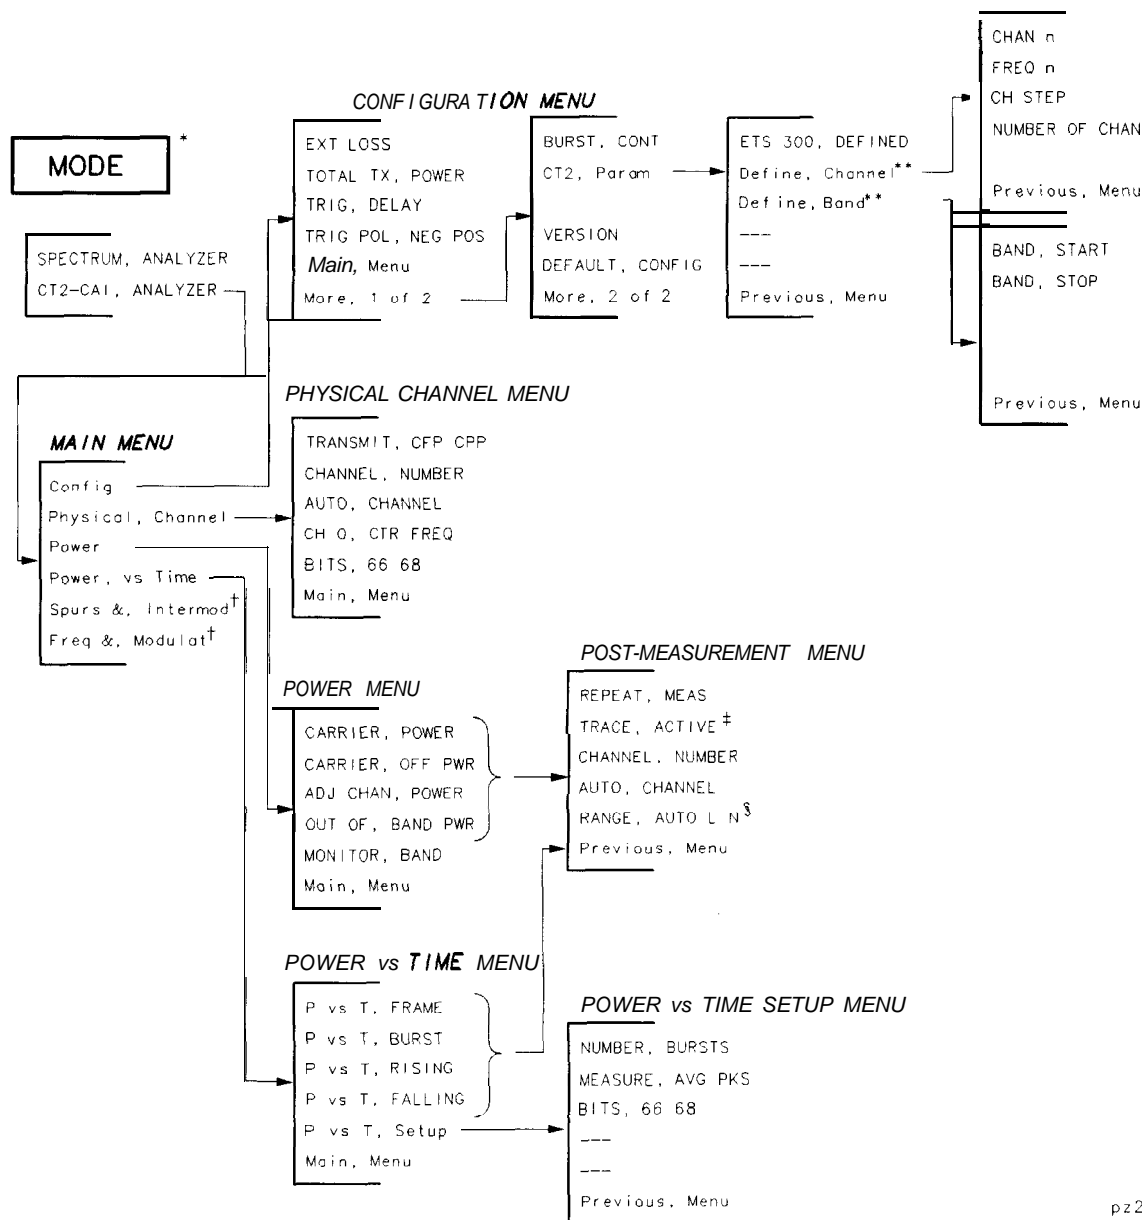 MODE *
SPECTRUM, ANALYZER
CT2-CAI, ANALYZER
CONFIGURATION MENU
EXT LOSS
TOTAL TX, POWER
TRIG, DELAY
TRIG POL, NEG POS
Main, Menu
More, 1 of 2
BURST, CONT
CT2, Param
VERSION
DEFAULT, CONFIG
More, 2 of 2
ETS 300, DEFINED
Define, Channel**
Define, Band**
---
---
Previous, Menu
CHAN n
FREQ n
CH STEP
NUMBER OF CHAN
Previous, Menu
BAND, START
BAND, STOP
Previous, Menu
MAIN MENU
Config
Physical, Channel
Power
Power, vs Time
Spurs &, Intermod†
Freq &, Modulat†
PHYSICAL CHANNEL MENU
TRANSMIT, CFP CPP
CHANNEL, NUMBER
AUTO, CHANNEL
CH 0, CTR FREQ
BITS, 66 68
Main, Menu
POWER MENU
CARRIER, POWER
CARRIER, OFF PWR
ADJ CHAN, POWER
OUT OF, BAND PWR
MONITOR, BAND
Main, Menu
POST-MEASUREMENT MENU
REPEAT, MEAS
TRACE, ACTIVE‡
CHANNEL, NUMBER
AUTO, CHANNEL
RANGE, AUTO L N§
Previous, Menu
POWER vs TIME MENU
P vs T, FRAME
P vs T, BURST
P vs T, RISING
P vs T, FALLING
P vs T, Setup
Main, Menu
POWER vs TIME SETUP MENU
NUMBER, BURSTS
MEASURE, AVG PKS
BITS, 66 68
---
---
Previous, Menu
pz2